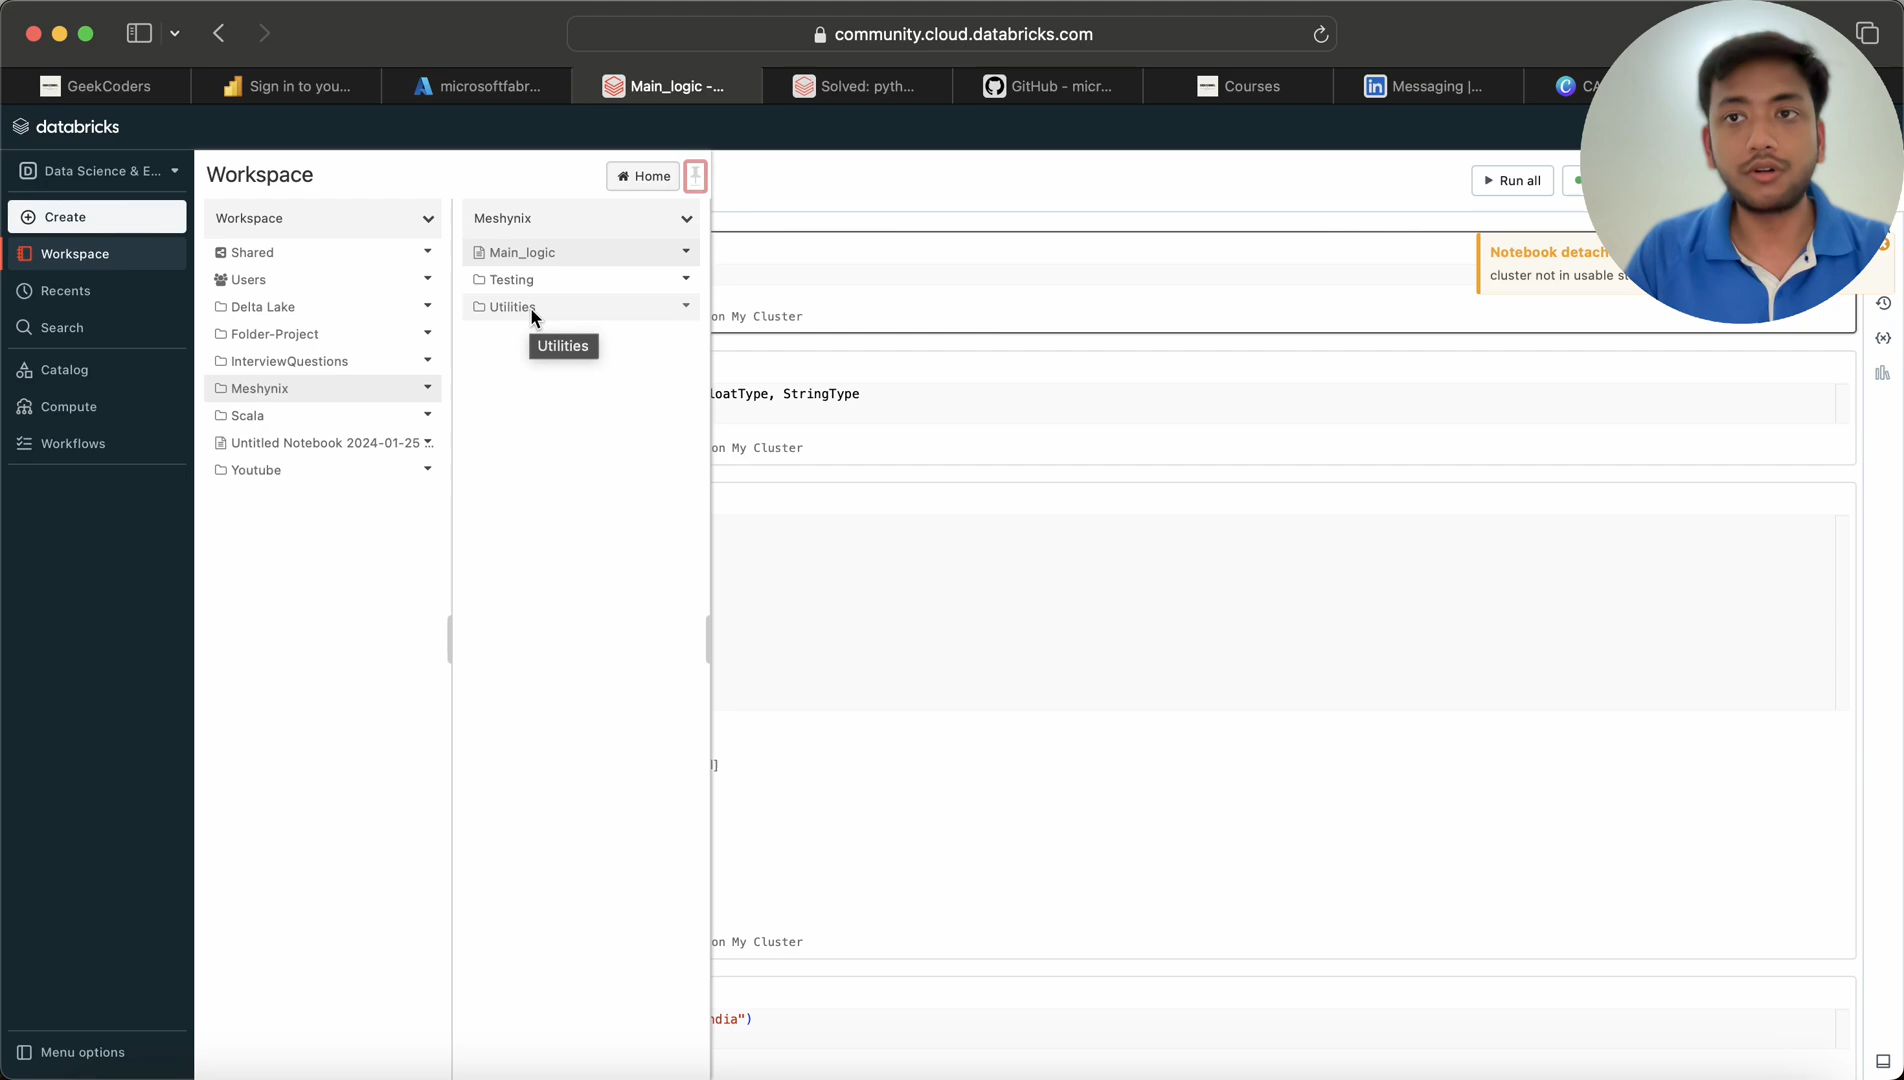 community.cloud.databricks.com
GeekCoders
Sign in to you...
microsoftfabr...
Main_logic -...
Solved: pyth...
GitHub - micr...
Courses
Messaging |...
databricks
Data Science & E...
Create
Workspace
Recents
Search
Catalog
Compute
Workflows
Menu options
Workspace
Home
Workspace
Shared
Users
Delta Lake
Folder-Project
InterviewQuestions
Meshynix
Scala
Untitled Notebook 2024-01-25 ...
Youtube
Meshynix
Main_logic
Testing
Utilities
Utilities
Run all
Notebook detach
cluster not in usable
on My Cluster
loatType, StringType
on My Cluster
]
on My Cluster
ndia")